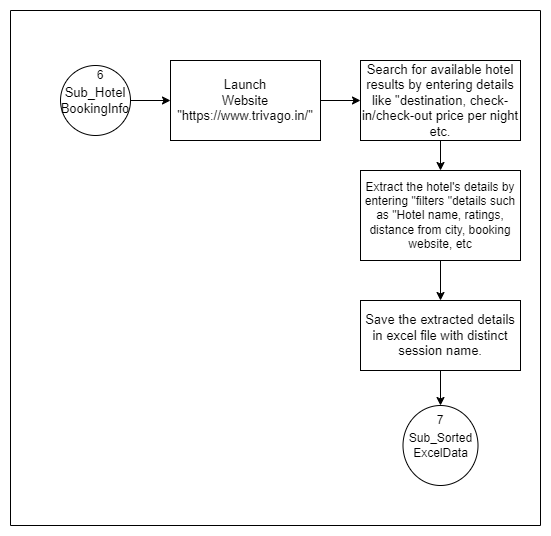 6
Sub_Hotel
BookingInfo
Launch
Website
"https://www.trivago.in/"
Search for available hotel
results by entering details
like "destination, check-
in/check-out price per night
etc.
Extract the hotel's details by
entering "filters "details such
as "Hotel name, ratings,
distance from city, booking
website, etc
Save the extracted details
in excel file with distinct
session name.
7
Sub_Sorted
ExcelData